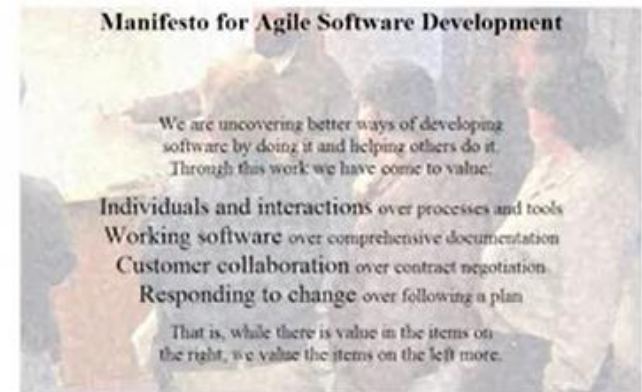 Manifesto for Agile Software Development
We are uncovering better ways of developing
software by doing it and helping others do it.
Through this work we have come to value:
Individuals and interactions over processes and tools
Working software over comprehensive documentation
Customer collaboration over contract negotiation
Responding to change over following a plan
That is, while there is value in the items on
the right, we value the items on the left more.